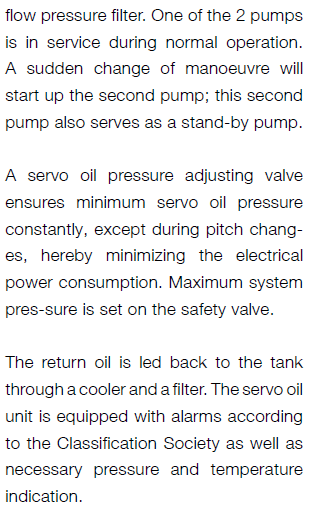 flow pressure filter. One of the 2 pumps
is in service during normal operation.
A sudden change of manoeuvre will
start up the second pump; this second
pump also serves as a stand-by pump.

A servo oil pressure adjusting valve
ensures minimum servo oil pressure
constantly, except during pitch chang-
es, hereby minimizing the electrical
power consumption. Maximum system
pres-sure is set on the safety valve.

The return oil is led back to the tank
through a cooler and a filter. The servo oil
unit is equipped with alarms according
to the Classification Society as well as
necessary pressure and temperature
indication.